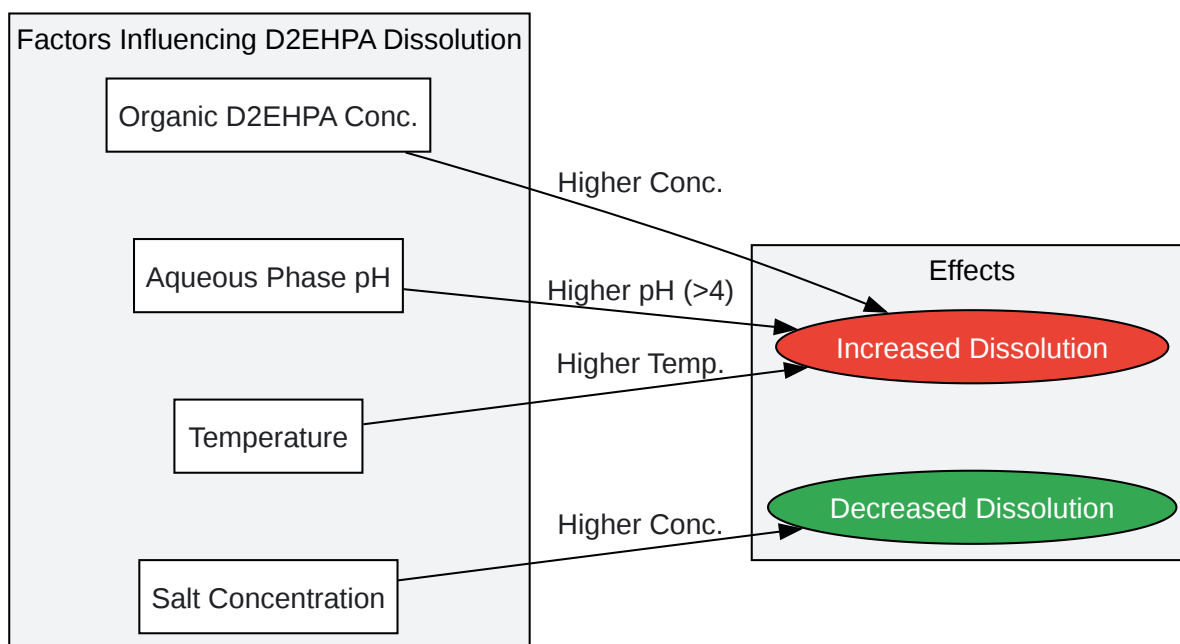 Factors Influencing D2EHPA Dissolution
Organic D2EHPA Conc.
Higher Conc.
Aqueous Phase pH
Higher pH (>4)
Effects
Increased Dissolution
Higher Temp.
Temperature
Decreased Dissolution
Higher Conc.
Salt Concentration